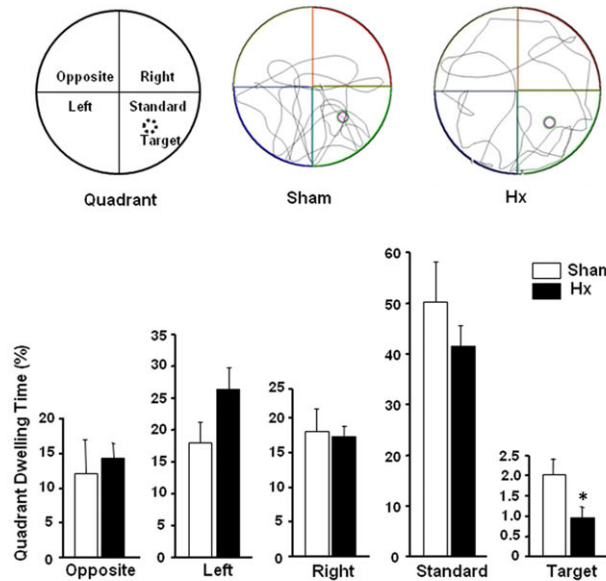 Opposite Right
Left Standard
Target
Quadrant Sham Hx
Sham
Hx
Quadrant Dwelling Time (%)
20
15
10
5
0
Opposite
35
30
25
20
15
10
5
0
Left
25
20
15
10
5
0
Right
60
50
40
30
20
10
0
Standard
2.5
2.0
1.5
1.0
0.5
0
*
Target